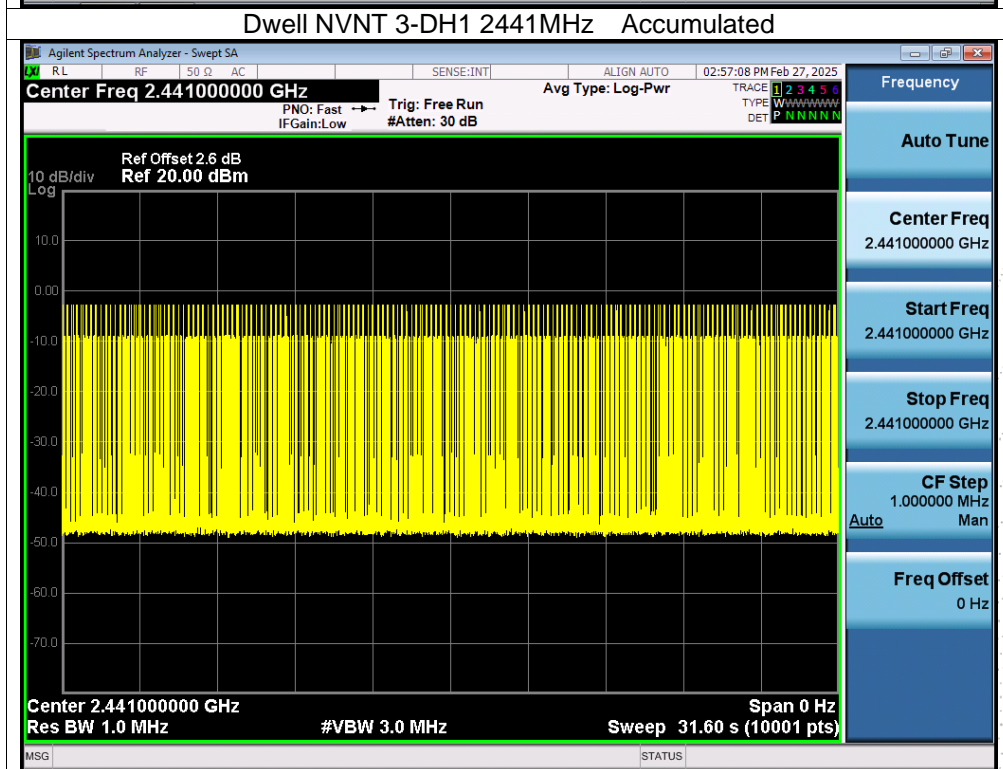 Dwell NVNT 3-DH1 2441MHz Accumulated
Agilent Spectrum Analyzer - Swept SA
LXI RL RF 50 Ω AC SENSE:INT ALIGN AUTO 02:57:08 PM Feb 27, 2025
Center Freq 2.441000000 GHz Avg Type: Log-Pwr TRACE 1 2 3 4 5 6
PNO: Fast Trig: Free Run TYPE WWWWWW
IFGain:Low #Atten: 30 dB DET P N N N N N
Ref Offset 2.6 dB
10 dB/div Ref 20.00 dBm
Log
10.0
0.00
-10.0
-20.0
-30.0
-40.0
-50.0
-60.0
-70.0
Center 2.441000000 GHz Span 0 Hz
Res BW 1.0 MHz #VBW 3.0 MHz Sweep 31.60 s (10001 pts)
MSG STATUS
Frequency
Auto Tune
Center Freq
2.441000000 GHz
Start Freq
2.441000000 GHz
Stop Freq
2.441000000 GHz
CF Step
1.000000 MHz
Auto Man
Freq Offset
0 Hz